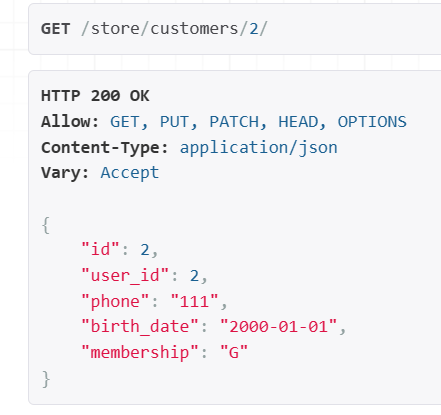 GET /store/customers/2/
HTTP 200 OK
Allow: GET, PUT, PATCH, HEAD, OPTIONS
Content-Type: application/json
Vary: Accept
{
"id": 2,
"user_id": 2,
"phone": "111",
"birth_date": "2000-01-01",
"membership": "G"
}